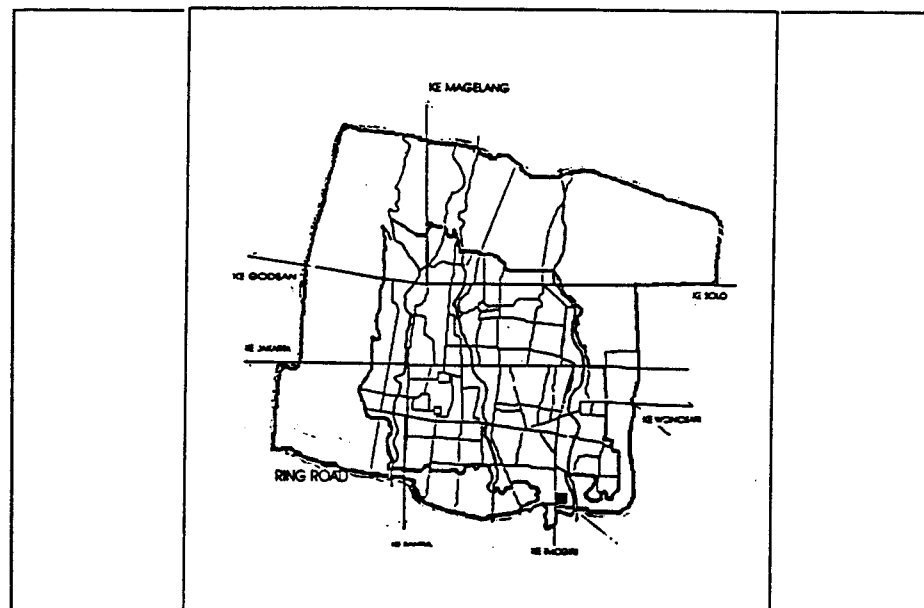 KE MAGELANG
KE GODEAN
KE SOLO
KE JAKARTA
KE WONOSARI
RING ROAD
KE BANTUL
KE IMOGIRI